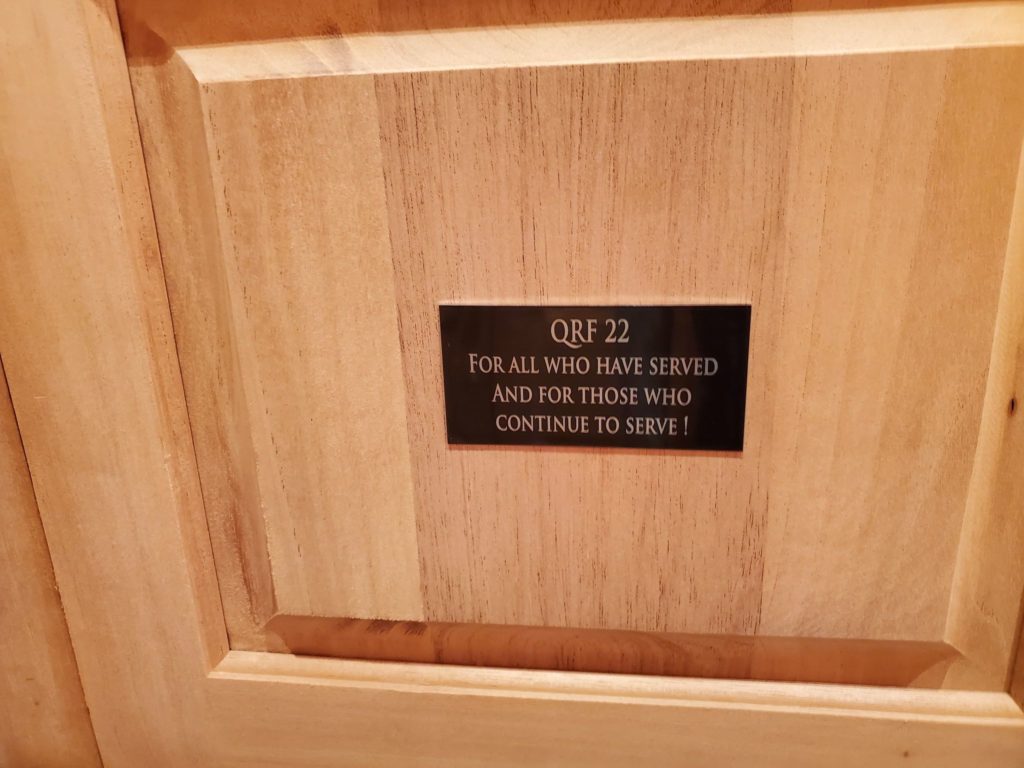 QRF 22
FOR ALL WHO HAVE SERVED
AND FOR THOSE WHO
CONTINUE TO SERVE !